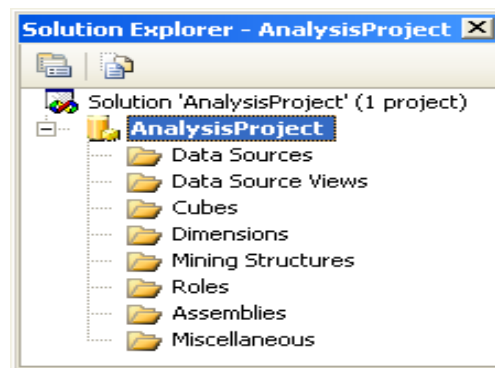 Solution Explorer - AnalysisProject
Solution 'AnalysisProject' (1 project)
AnalysisProject
Data Sources
Data Source Views
Cubes
Dimensions
Mining Structures
Roles
Assemblies
Miscellaneous